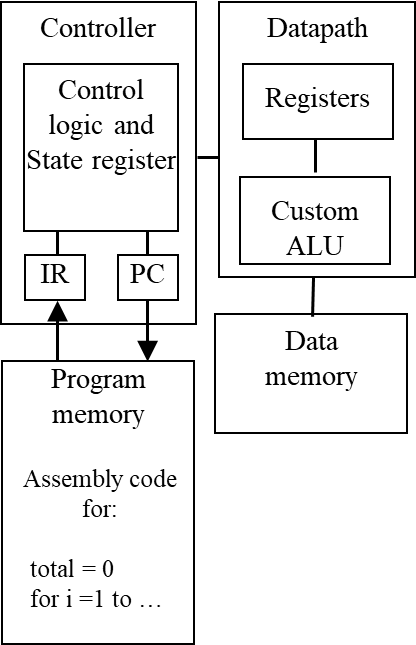 Controller
Control
logic and
State register
IR
PC
Datapath
Registers
Custom
ALU
Data
memory
Program
memory
Assembly code
for:
total = 0
for i =1 to …